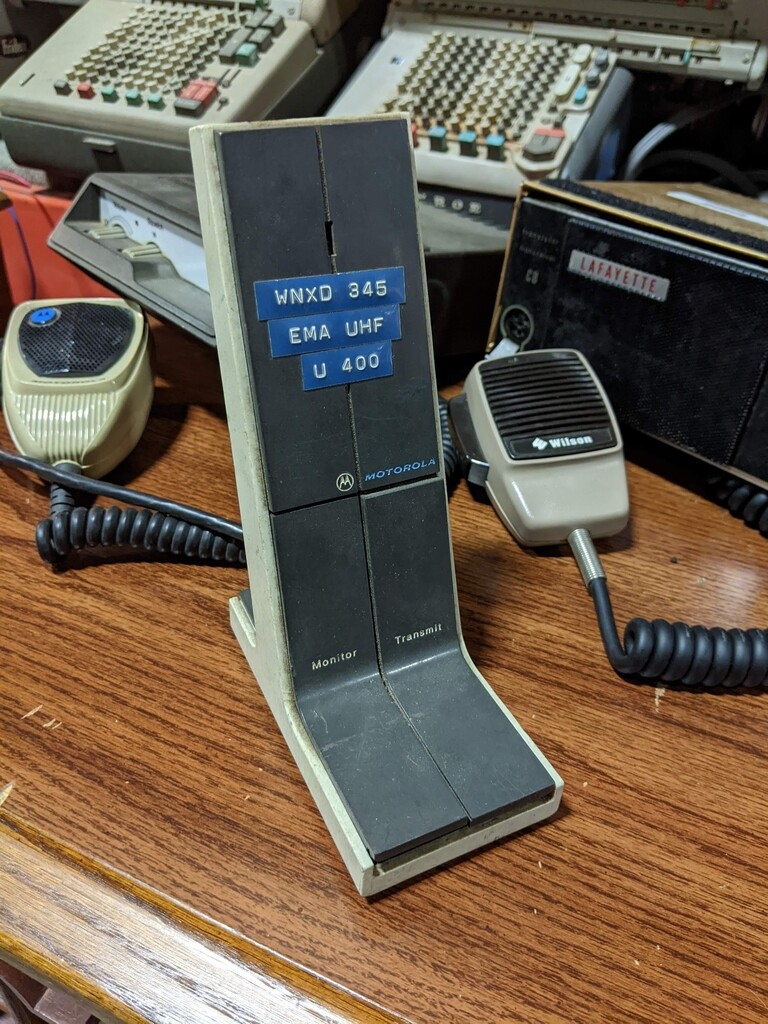 LAFAYETTE
WNXD 345
EMA UHF
U 400
Wilson
MOTOROLA
Monitor
Transmit